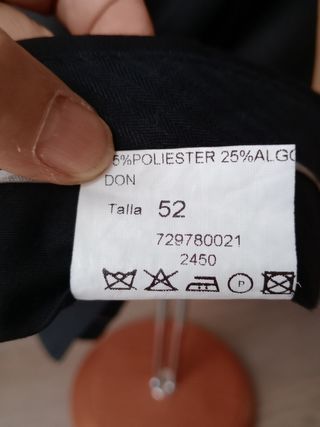 5%POLIESTER 25%ALGO
DON
Talla 52
729780021
2450
P